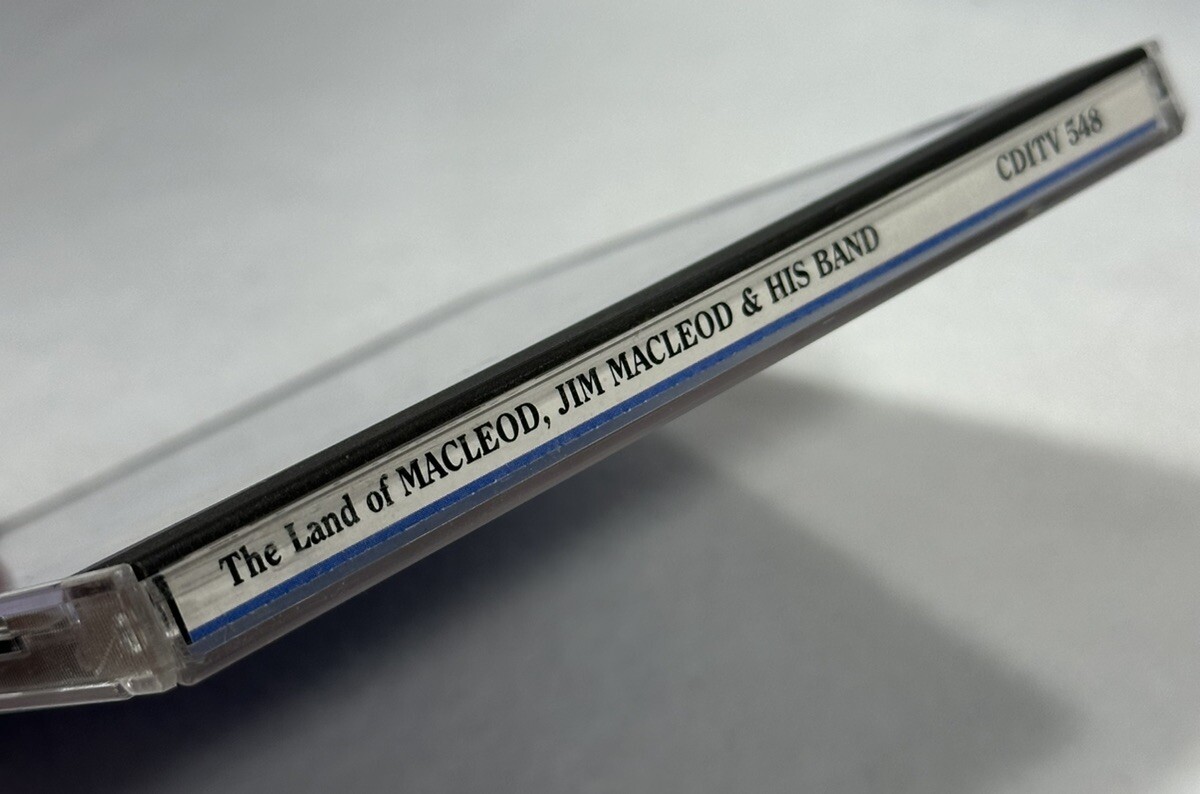 The Land of MACLEOD, JIM MACLEOD & HIS BAND CDITV 548